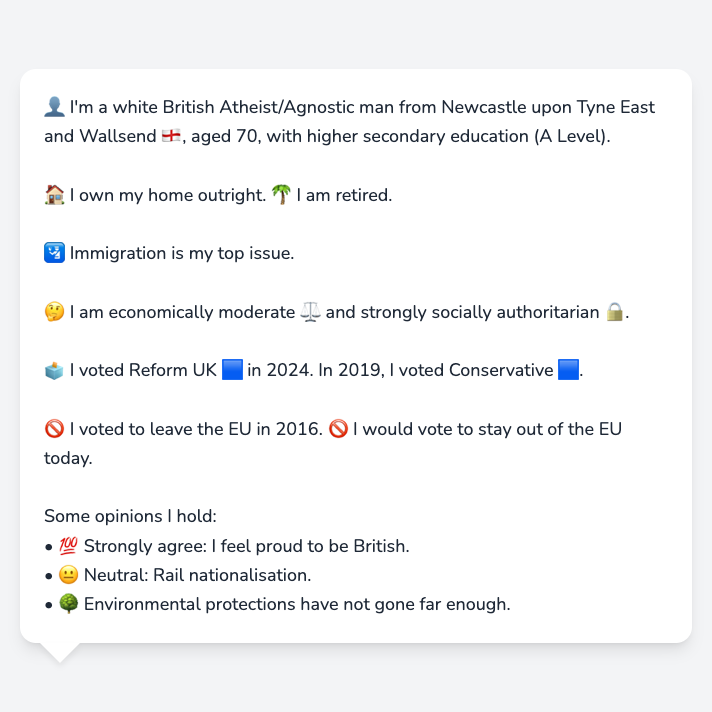 👤 I'm a white British Atheist/Agnostic man from Newcastle upon Tyne East
and Wallsend 🏴󠁧󠁢󠁥󠁮󠁧󠁿, aged 70, with higher secondary education (A Level).
🏠 I own my home outright. 🌴 I am retired.
🛂 Immigration is my top issue.
🤔 I am economically moderate ⚖️ and strongly socially authoritarian 🔒.
🗳️ I voted Reform UK 🟦 in 2024. In 2019, I voted Conservative 🟦.
🚫 I voted to leave the EU in 2016. 🚫 I would vote to stay out of the EU
today.
Some opinions I hold:
• 💯 Strongly agree: I feel proud to be British.
• 😐 Neutral: Rail nationalisation.
• 🌳 Environmental protections have not gone far enough.